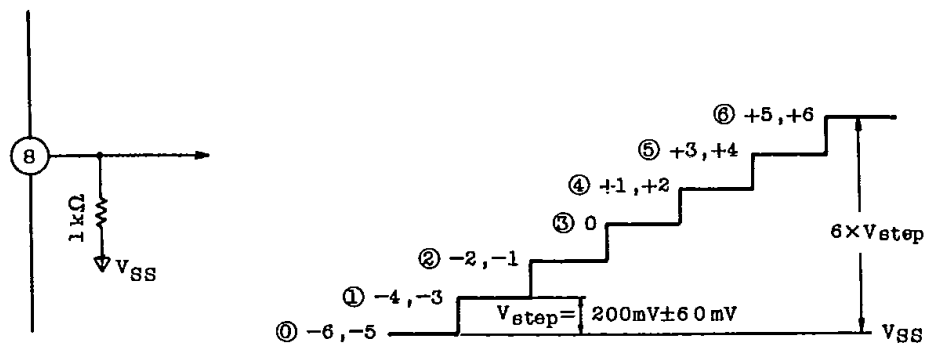 8
1kΩ
VSS
⑥ +5,+6
⑤ +3,+4
④ +1,+2
③ 0
② -2,-1
① -4,-3
⓪ -6,-5
Vstep= 200mV±60mV
6×Vstep
VSS